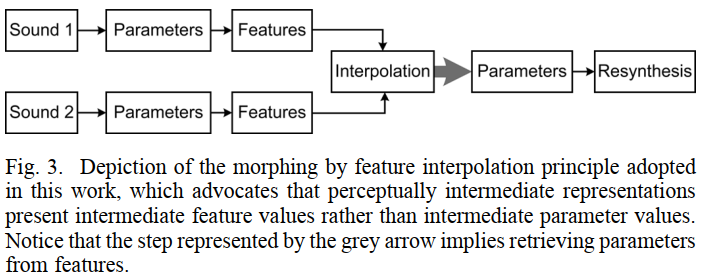 Sound 1 Parameters Features
Interpolation Parameters Resynthesis
Sound 2 Parameters Features
Fig. 3. Depiction of the morphing by feature interpolation principle adopted
in this work, which advocates that perceptually intermediate representations
present intermediate feature values rather than intermediate parameter values.
Notice that the step represented by the grey arrow implies retrieving parameters
from features.